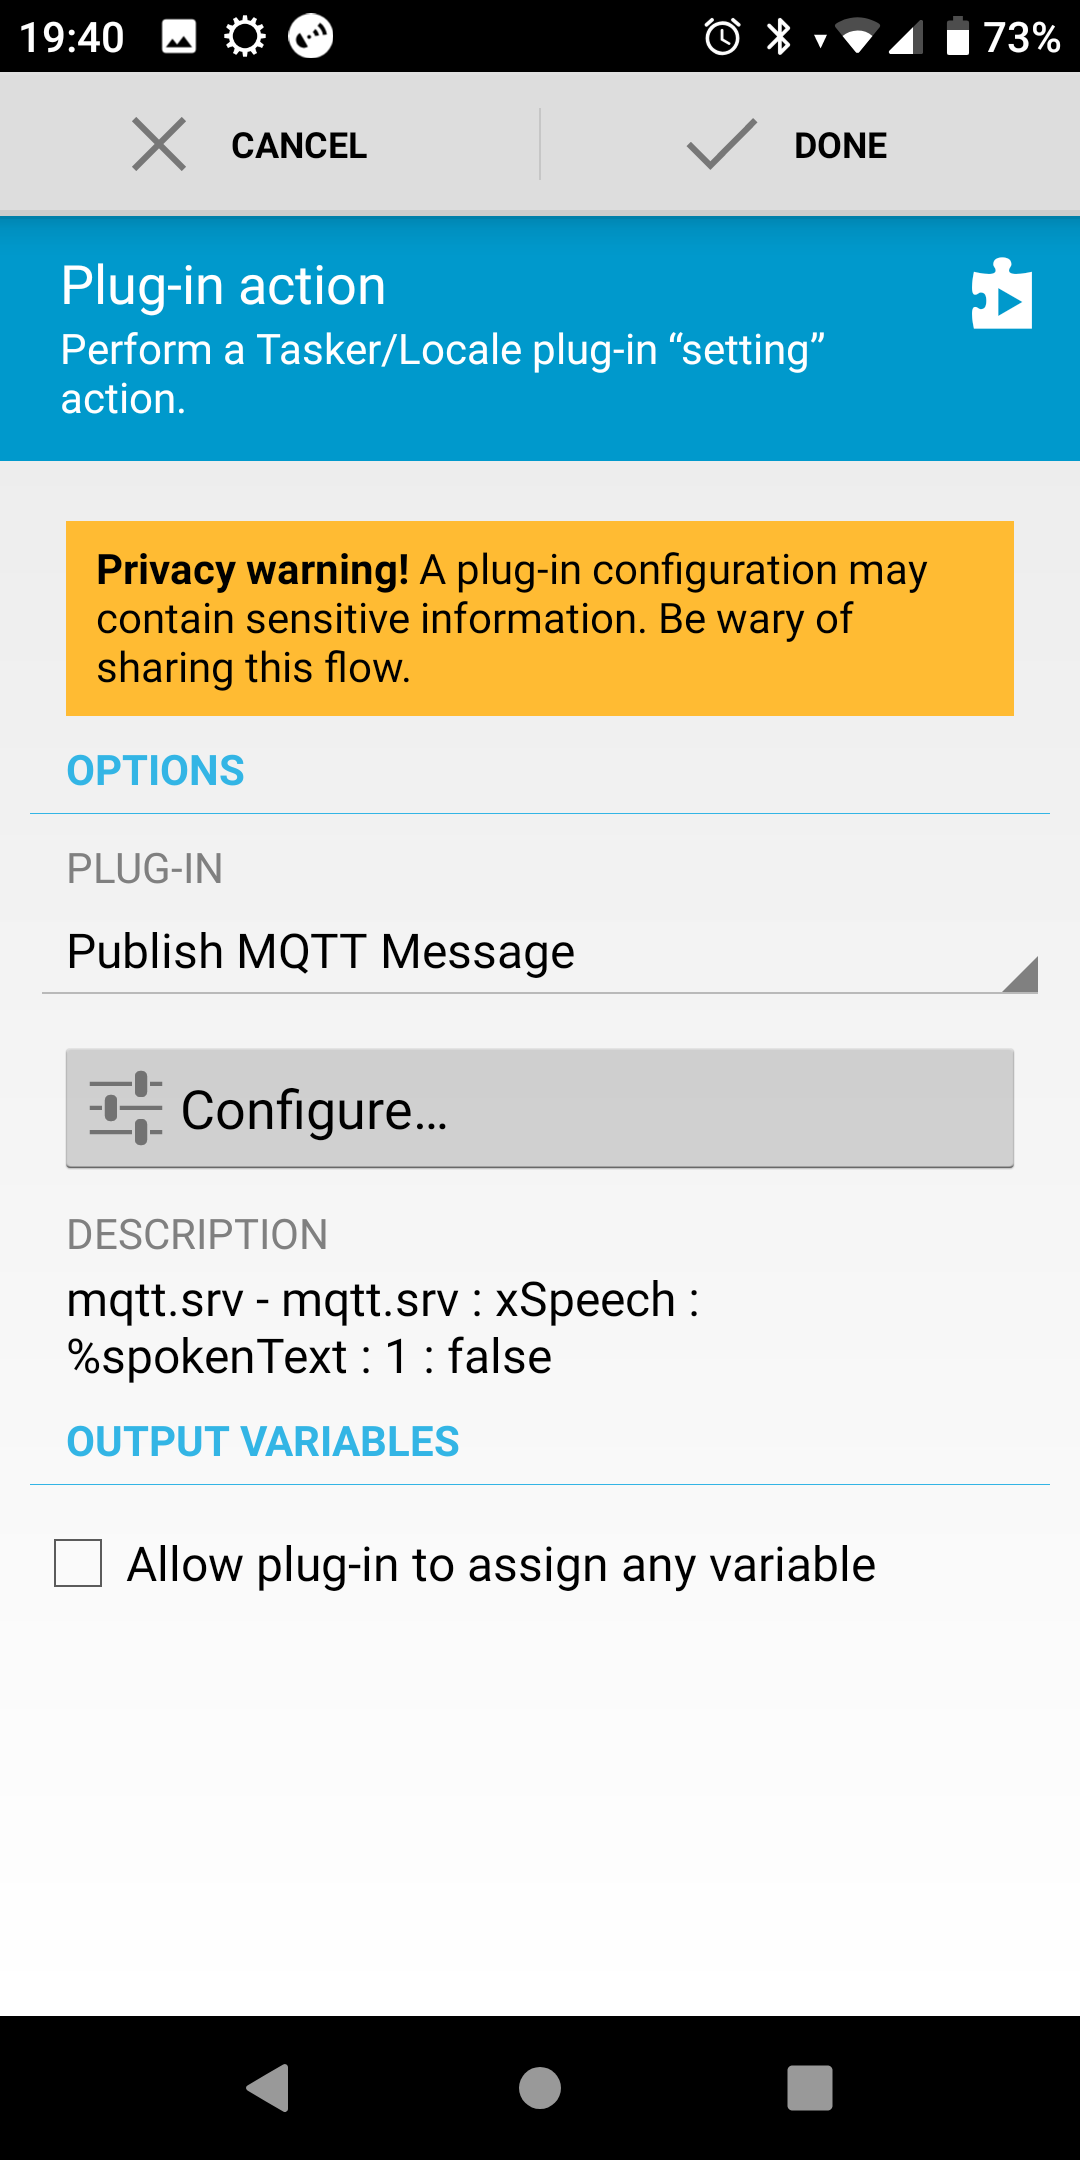 19:40 73%
CANCEL DONE
Plug-in action
Perform a Tasker/Locale plug-in “setting”
action.
Privacy warning! A plug-in configuration may
contain sensitive information. Be wary of
sharing this flow.
OPTIONS
PLUG-IN
Publish MQTT Message
Configure…
DESCRIPTION
mqtt.srv - mqtt.srv : xSpeech :
%spokenText : 1 : false
OUTPUT VARIABLES
Allow plug-in to assign any variable